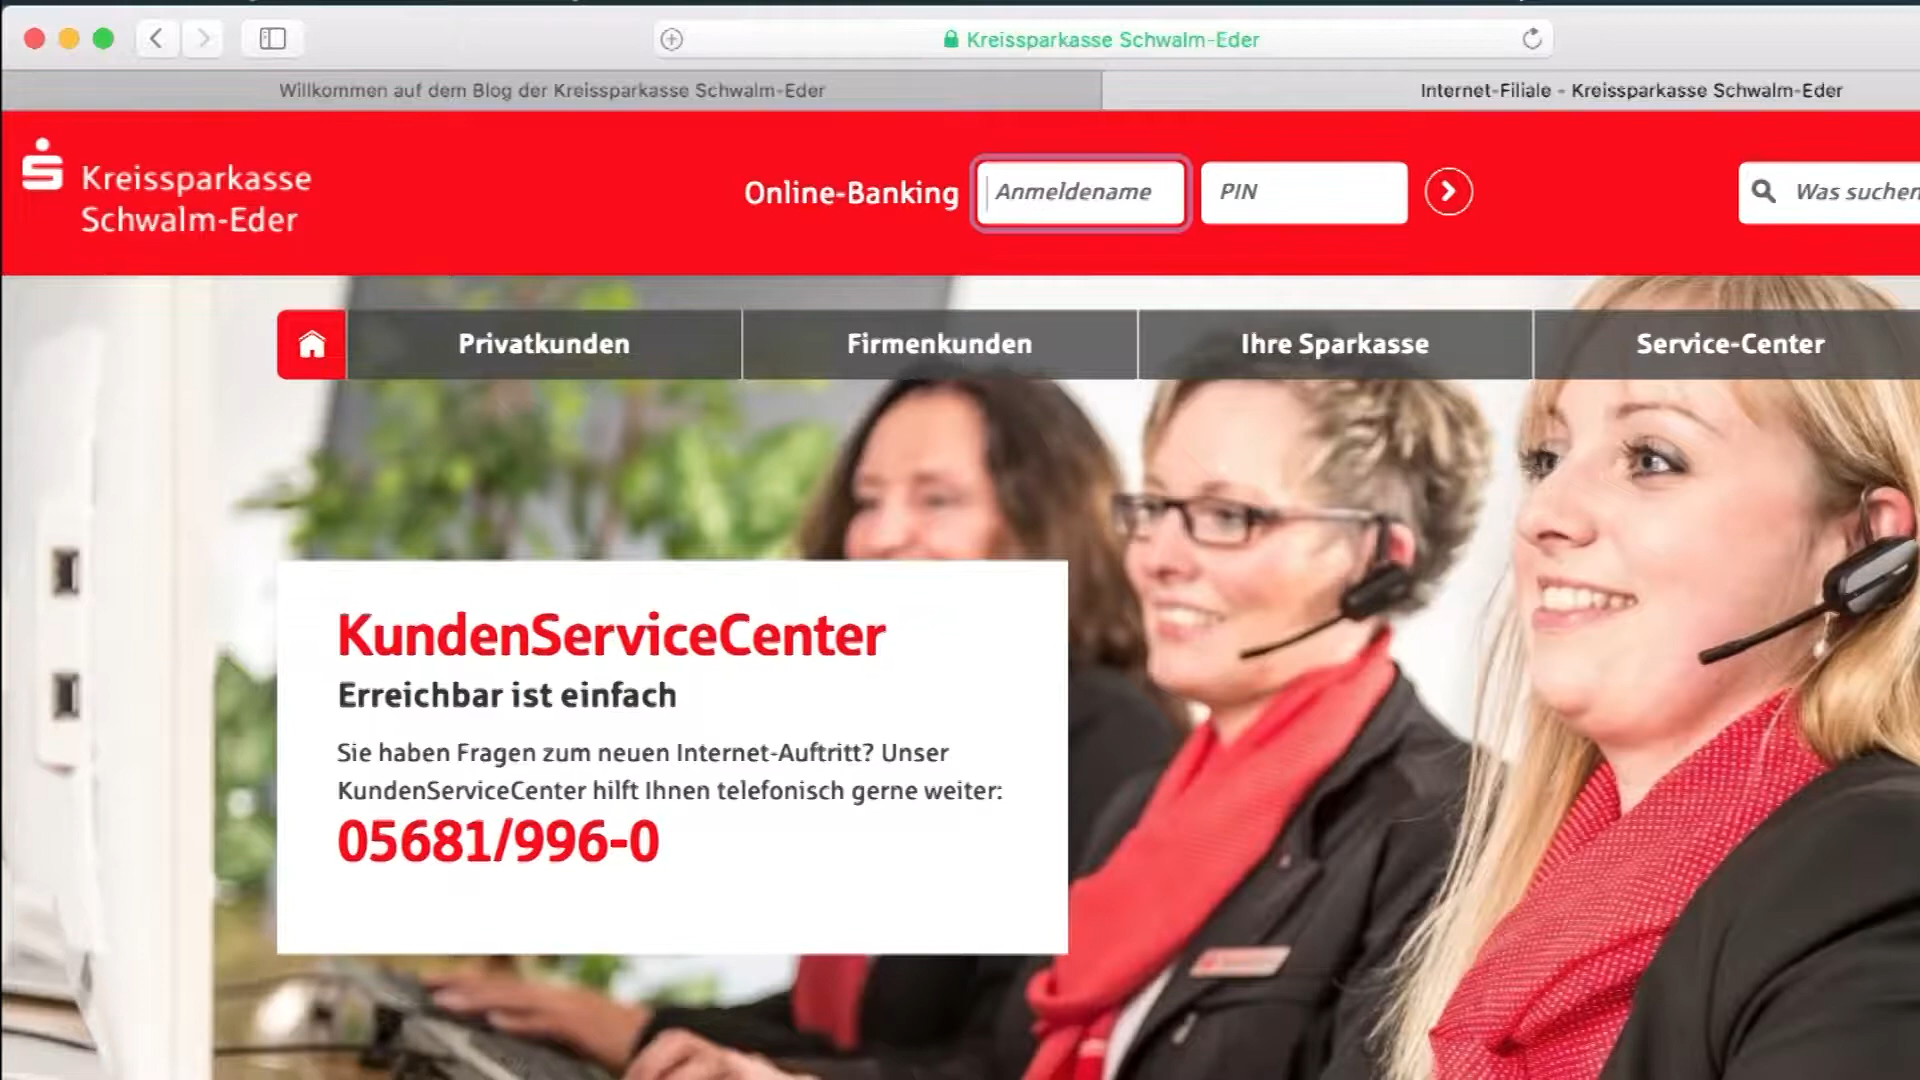 Kreissparkasse Schwalm-Eder
Willkommen auf dem Blog der Kreissparkasse Schwalm-Eder
Internet-Filiale - Kreissparkasse Schwalm-Eder
Kreissparkasse
Schwalm-Eder
Online-Banking
Anmeldename
PIN
Was suchen
Privatkunden
Firmenkunden
Ihre Sparkasse
Service-Center
KundenServiceCenter
Erreichbar ist einfach
Sie haben Fragen zum neuen Internet-Auftritt? Unser
KundenServiceCenter hilft Ihnen telefonisch gerne weiter:
05681/996-0